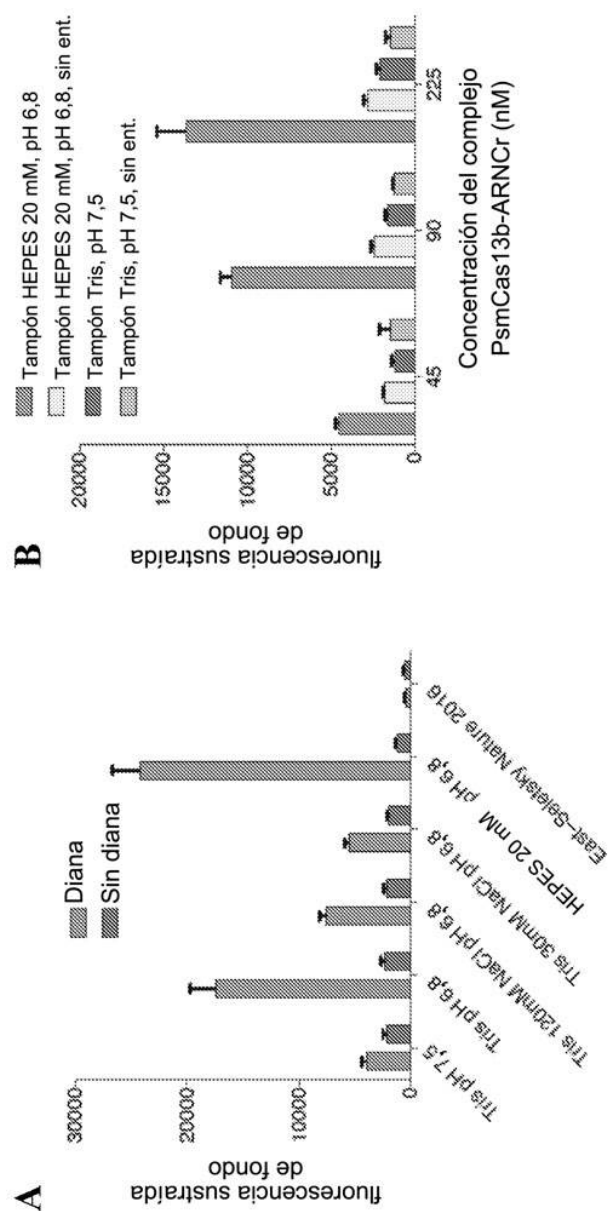 A
fluorescencia sustraída
de fondo
30000
20000
10000
0
Diana
Sin diana
Tris pH 7,5
Tris pH 6,8
Tris 120mM NaCl pH 6,8
Tris 30mM NaCl pH 6,8
HEPES 20 mM pH 6,8
East–Seletsky Nature 2016
B
fluorescencia sustraída
de fondo
20000
15000
10000
5000
0
Tampón HEPES 20 mM, pH 6,8
Tampón HEPES 20 mM, pH 6,8, sin ent.
Tampón Tris, pH 7,5
Tampón Tris, pH 7,5, sin ent.
45
90
225
Concentración del complejo
PsmCas13b-ARNCr (nM)